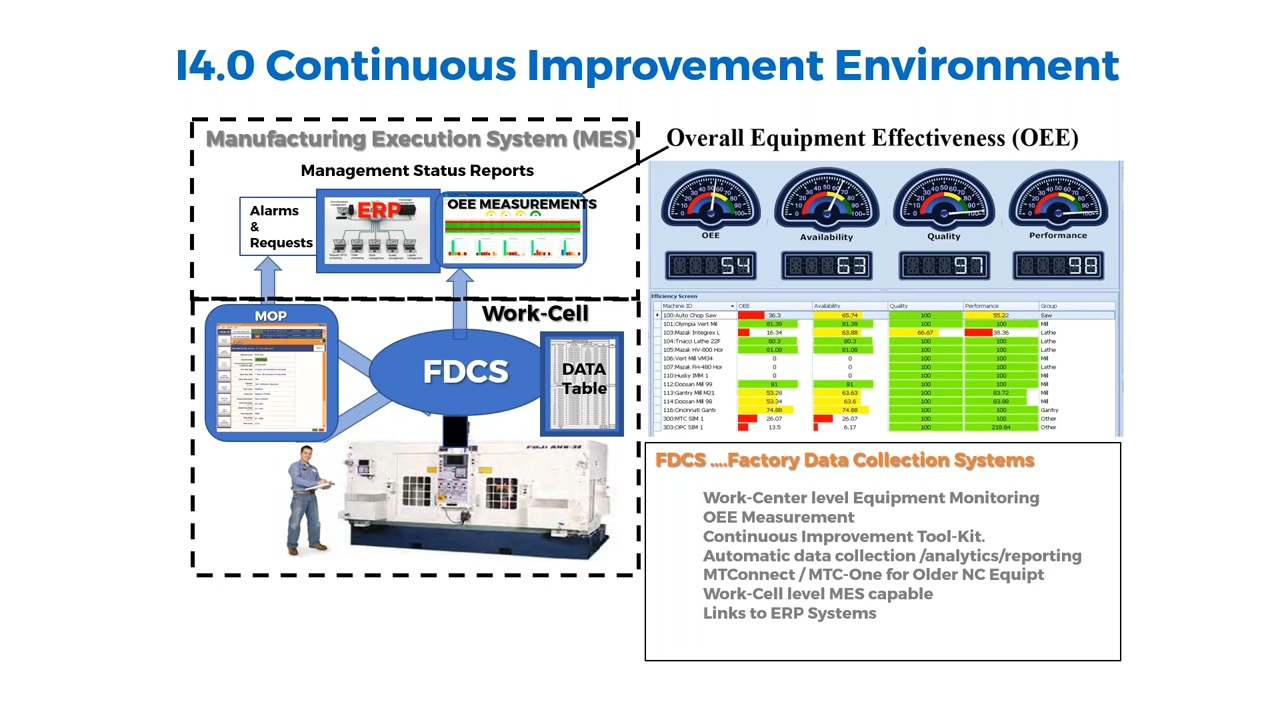 I4.0 Continuous Improvement Environment
Manufacturing Execution System (MES)
Management Status Reports
Alarms
&
Requests
ERP
OEE MEASUREMENTS
MOP
Work-Cell
FDCS
DATA
Table
FUJI ANW-30
Overall Equipment Effectiveness (OEE)
OEE
Availability
Quality
Performance
54
63
97
98
Efficiency Screen
Machine ID OEE Availability Quality Performance Group
100:Auto Chop Saw 36.3 65.74 100 55.22 Saw
101:Olympia Vert Mil 81.39 81.39 100 100 Mill
103:Mazak Integrex L 16.34 63.88 66.67 38.36 Lathe
104:Tnaco Lathe 22F 80.3 80.3 100 100 Lathe
105:Mazak HV-800 Hor 81.08 81.08 100 100 Mill
106:Vert Mill VM34 0 0 100 100 Mill
107:Mazak FH-480 Hor 0 0 100 100 Mill
110:Husky IMM 1 0 0 100 100 Mill
112:Doosan Mill 99 81 81 100 100 Mill
113:Gantry Mill M21 53.28 63.63 100 83.72 Mill
114:Doosan Mill 98 53.34 63.6 100 83.88 Mill
116:Cincinnati Gantr 74.88 74.88 100 100 Gantry
300:MTC SIM 1 26.07 26.07 100 100 Other
303:OPC SIM 1 13.5 6.17 100 218.84 Other
FDCS ....Factory Data Collection Systems
Work-Center level Equipment Monitoring
OEE Measurement
Continuous Improvement Tool-Kit.
Automatic data collection /analytics/reporting
MTConnect / MTC-One for Older NC Equipt
Work-Cell level MES capable
Links to ERP Systems